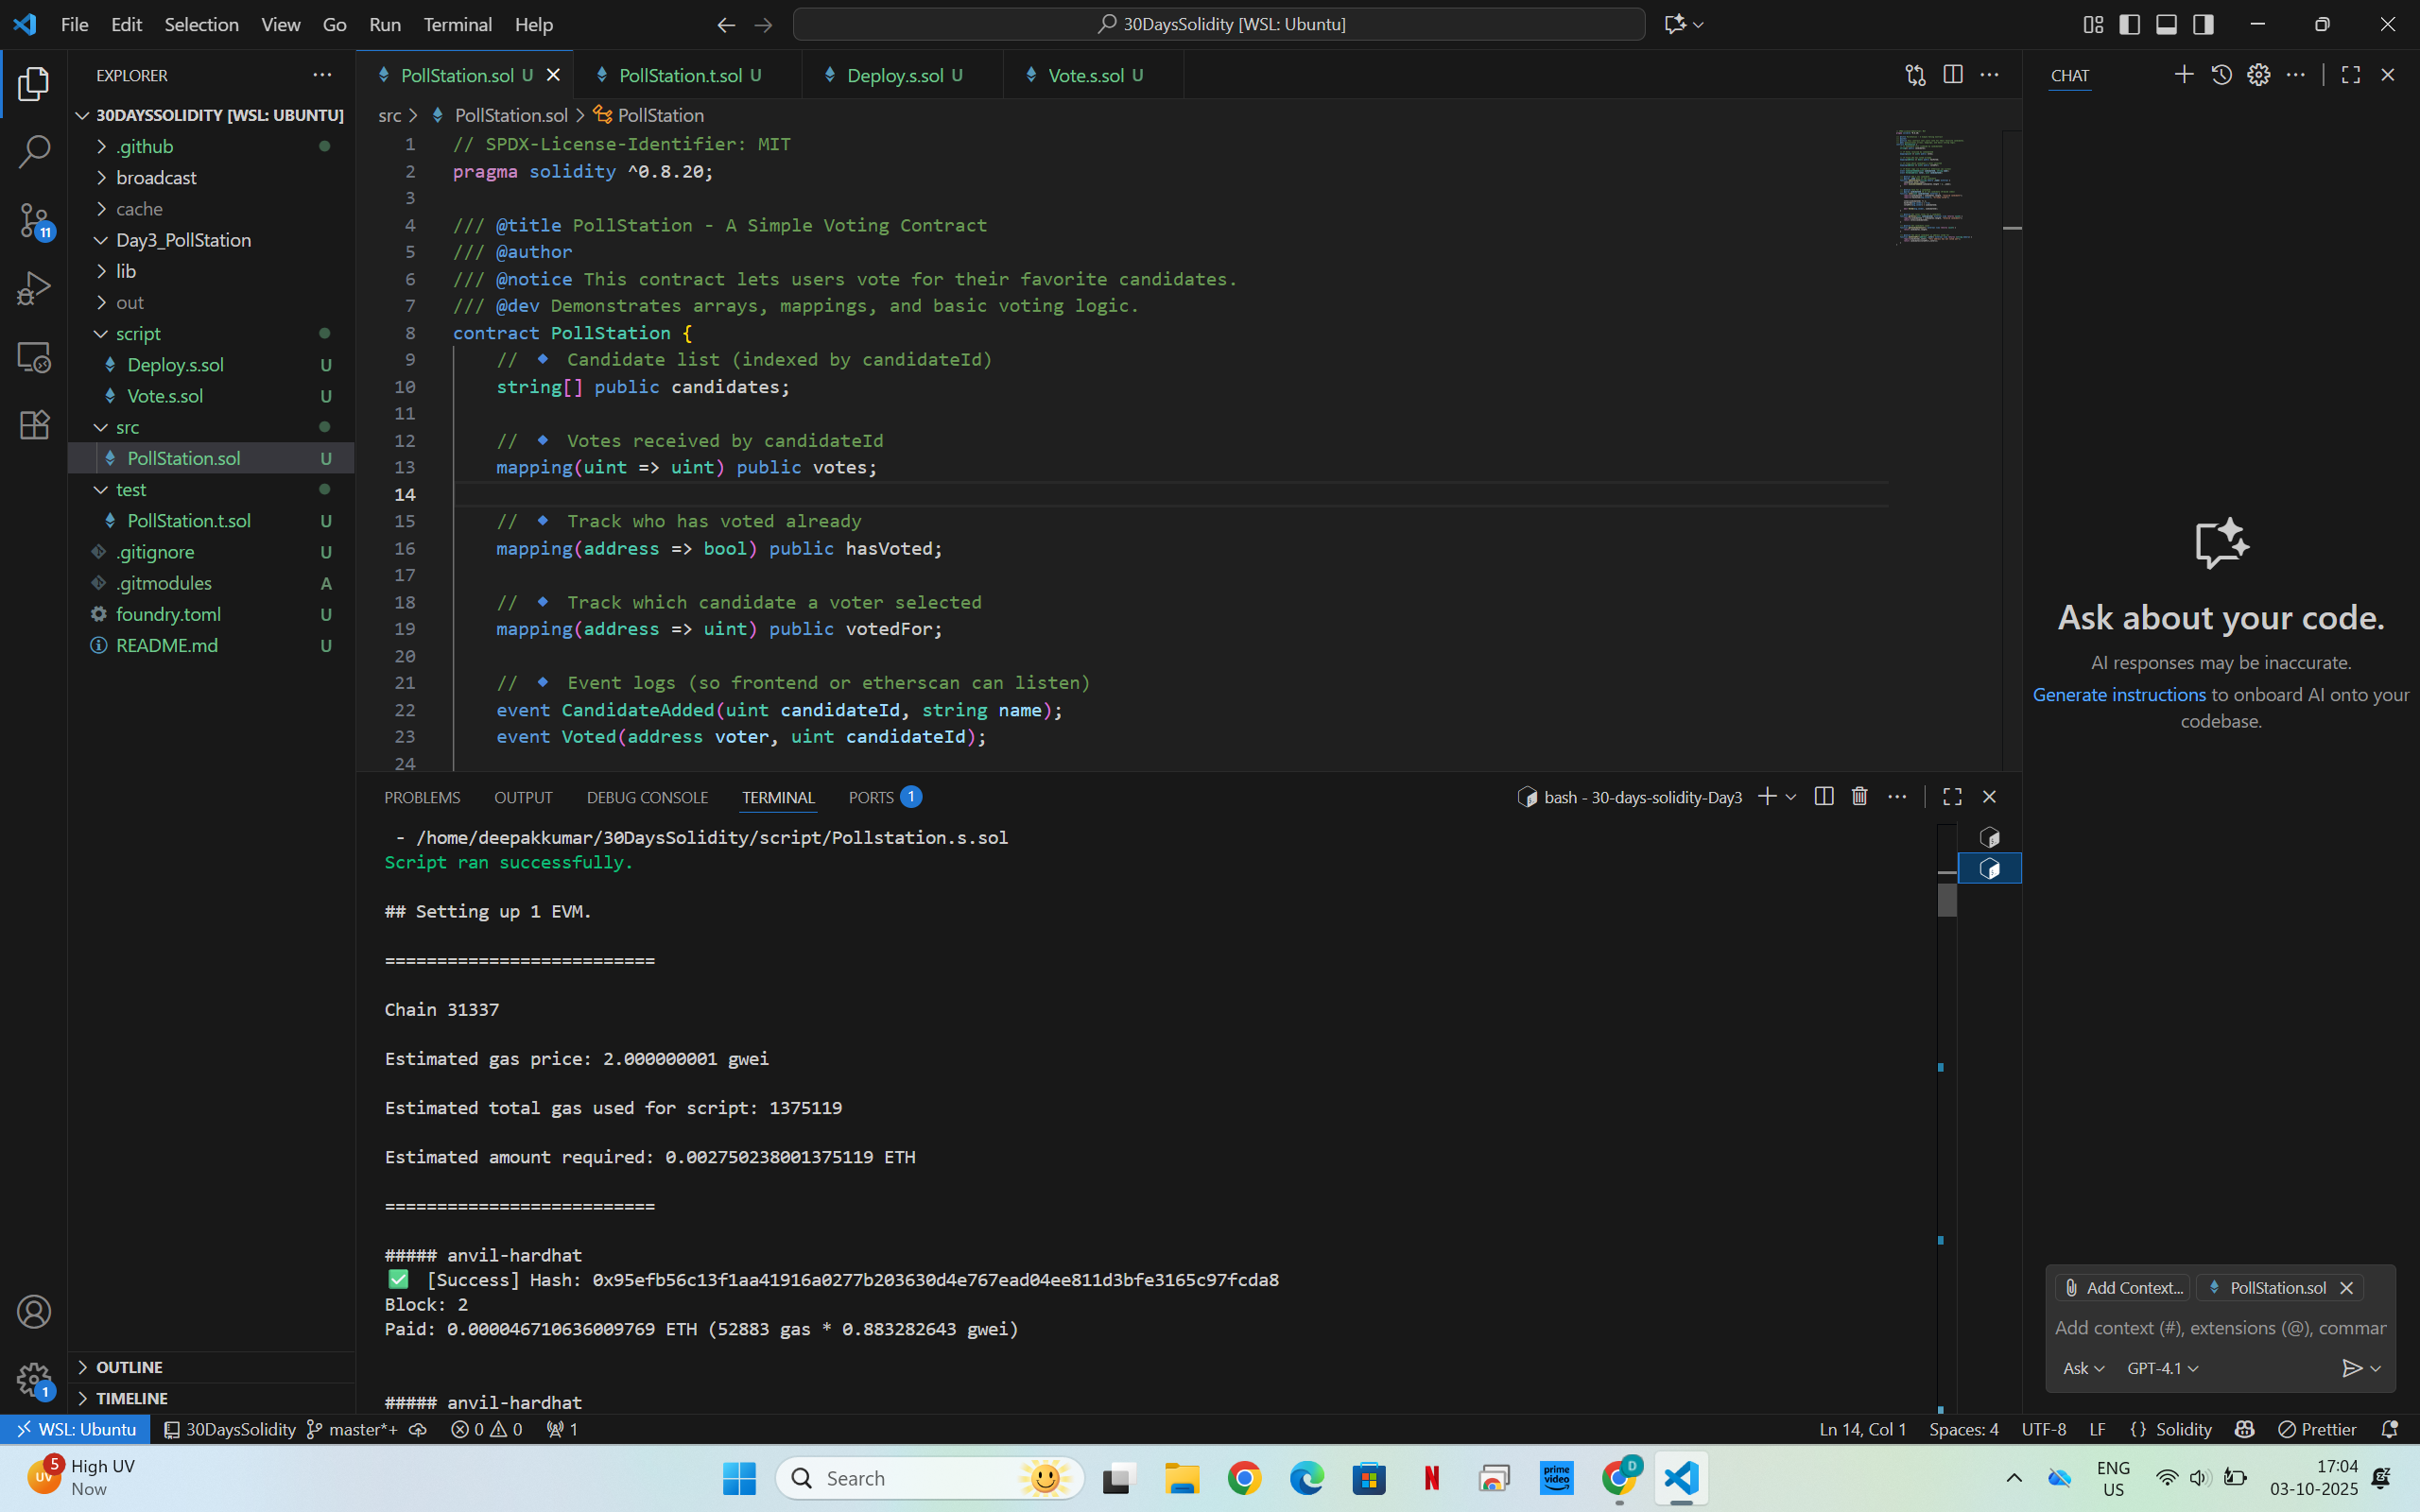 File Edit Selection View Go Run Terminal Help
30DaysSolidity [WSL: Ubuntu]
EXPLORER
30DAYSSOLIDITY [WSL: UBUNTU]
.github
broadcast
cache
Day3_PollStation
lib
out
script
Deploy.s.sol U
Vote.s.sol U
src
PollStation.sol U
test
PollStation.t.sol U
.gitignore U
.gitmodules A
foundry.toml U
README.md U
OUTLINE
TIMELINE
11
1
PollStation.sol U
PollStation.t.sol U
Deploy.s.sol U
Vote.s.sol U
src > PollStation.sol > PollStation
1 // SPDX-License-Identifier: MIT
2 pragma solidity ^0.8.20;
3
4 /// @title PollStation - A Simple Voting Contract
5 /// @author
6 /// @notice This contract lets users vote for their favorite candidates.
7 /// @dev Demonstrates arrays, mappings, and basic voting logic.
8 contract PollStation {
9 // 🔹 Candidate list (indexed by candidateId)
10 string[] public candidates;
11
12 // 🔹 Votes received by candidateId
13 mapping(uint => uint) public votes;
14
15 // 🔹 Track who has voted already
16 mapping(address => bool) public hasVoted;
17
18 // 🔹 Track which candidate a voter selected
19 mapping(address => uint) public votedFor;
20
21 // 🔹 Event logs (so frontend or etherscan can listen)
22 event CandidateAdded(uint candidateId, string name);
23 event Voted(address voter, uint candidateId);
24
PROBLEMS OUTPUT DEBUG CONSOLE TERMINAL PORTS 1
bash - 30-days-solidity-Day3
- /home/deepakkumar/30DaysSolidity/script/Pollstation.s.sol
Script ran successfully.
## Setting up 1 EVM.
==========================
Chain 31337
Estimated gas price: 2.000000001 gwei
Estimated total gas used for script: 1375119
Estimated amount required: 0.002750238001375119 ETH
==========================
##### anvil-hardhat
✅ [Success] Hash: 0x95efb56c13f1aa41916a0277b203630d4e767ead04ee811d3bfe3165c97fcda8
Block: 2
Paid: 0.000046710636009769 ETH (52883 gas * 0.883282643 gwei)
##### anvil-hardhat
CHAT
Ask about your code.
AI responses may be inaccurate.
Generate instructions to onboard AI onto your
codebase.
Add Context... PollStation.sol
Add context (#), extensions (@), commar
Ask GPT-4.1
WSL: Ubuntu 30DaysSolidity master*+ 0 0 1
Ln 14, Col 1 Spaces: 4 UTF-8 LF {} Solidity Prettier
5
UV
High UV
Now
Search
N
prime
video
D
ENG
US
17:04
03-10-2025